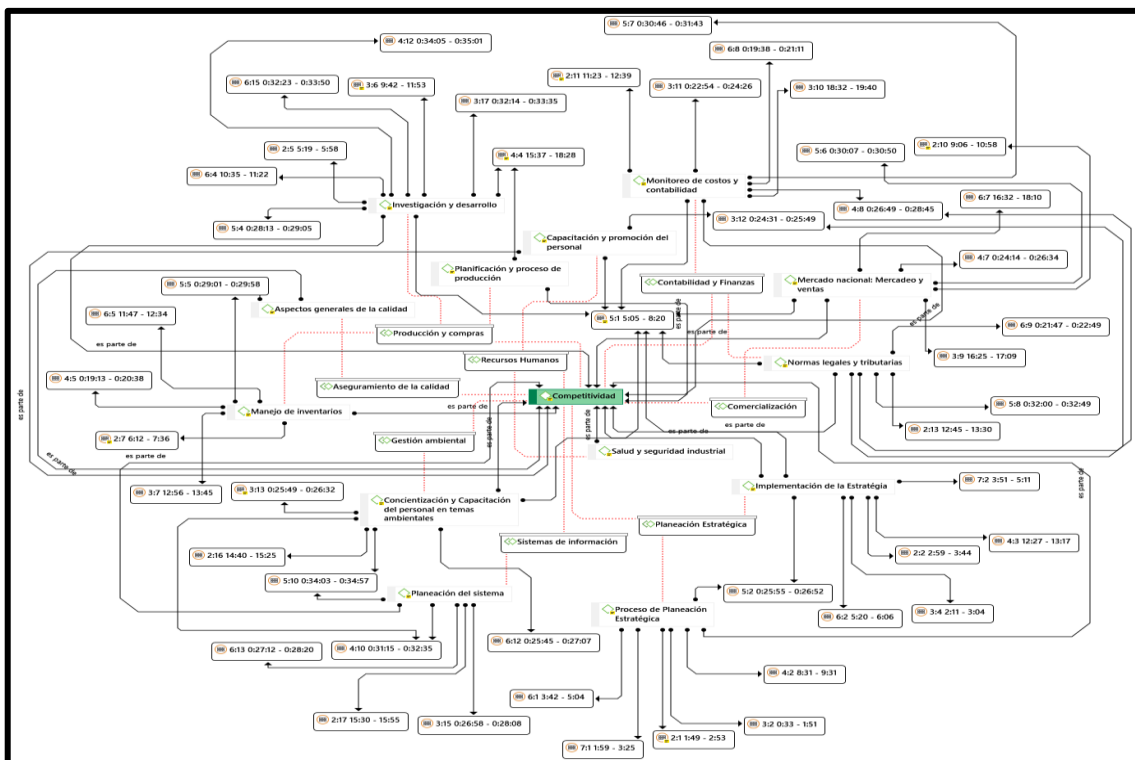 5:7 0:30:46 - 0:31:43
4:12 0:34:05 - 0:35:01
6:8 0:19:38 - 0:21:11
2:11 11:23 - 12:39
6:15 0:32:23 - 0:33:50
3:6 9:42 - 11:53
3:11 0:22:54 - 0:24:26
3:10 18:32 - 19:40
3:17 0:32:14 - 0:33:35
2:5 5:19 - 5:58
4:4 15:37 - 18:28
5:6 0:30:07 - 0:30:50
2:10 9:06 - 10:58
6:4 10:35 - 11:22
Monitoreo de costos y
contabilidad
6:7 16:32 - 18:10
Investigación y desarrollo
4:8 0:26:49 - 0:28:45
3:12 0:24:31 - 0:25:49
5:4 0:28:13 - 0:29:05
Capacitación y promoción del
personal
4:7 0:24:14 - 0:26:34
Planificación y proceso de
producción
Contabilidad y Finanzas
Mercado nacional: Mercadeo y
ventas
5:5 0:29:01 - 0:29:58
Aspectos generales de la calidad
6:5 11:47 - 12:34
5:1 5:05 - 8:20
es parte de
es parte de
es parte de
6:9 0:21:47 - 0:22:49
Producción y compras
es parte de
Recursos Humanos
Normas legales y tributarias
3:9 16:25 - 17:09
4:5 0:19:13 - 0:20:38
Aseguramiento de la calidad
Competitividad
es parte de
Manejo de inventarios
es parte de
Comercialización
5:8 0:32:00 - 0:32:49
es parte de
es parte de
2:13 12:45 - 13:30
2:7 6:12 - 7:36
Gestión ambiental
es parte de
es parte de
Salud y seguridad industrial
es parte de
es parte de
3:7 12:56 - 13:45
3:13 0:25:49 - 0:26:32
Implementación de la Estratégia
7:2 3:51 - 5:11
Concientización y Capacitación
del personal en temas
ambientales
Planeación Estratégica
Sistemas de información
4:3 12:27 - 13:17
2:16 14:40 - 15:25
2:2 2:59 - 3:44
5:10 0:34:03 - 0:34:57
Planeación del sistema
5:2 0:25:55 - 0:26:52
Proceso de Planeación
Estratégica
6:2 5:20 - 6:06
3:4 2:11 - 3:04
6:12 0:25:45 - 0:27:07
6:13 0:27:12 - 0:28:20
4:10 0:31:15 - 0:32:35
4:2 8:31 - 9:31
6:1 3:42 - 5:04
2:17 15:30 - 15:55
3:15 0:26:58 - 0:28:08
3:2 0:33 - 1:51
2:1 1:49 - 2:53
7:1 1:59 - 3:25